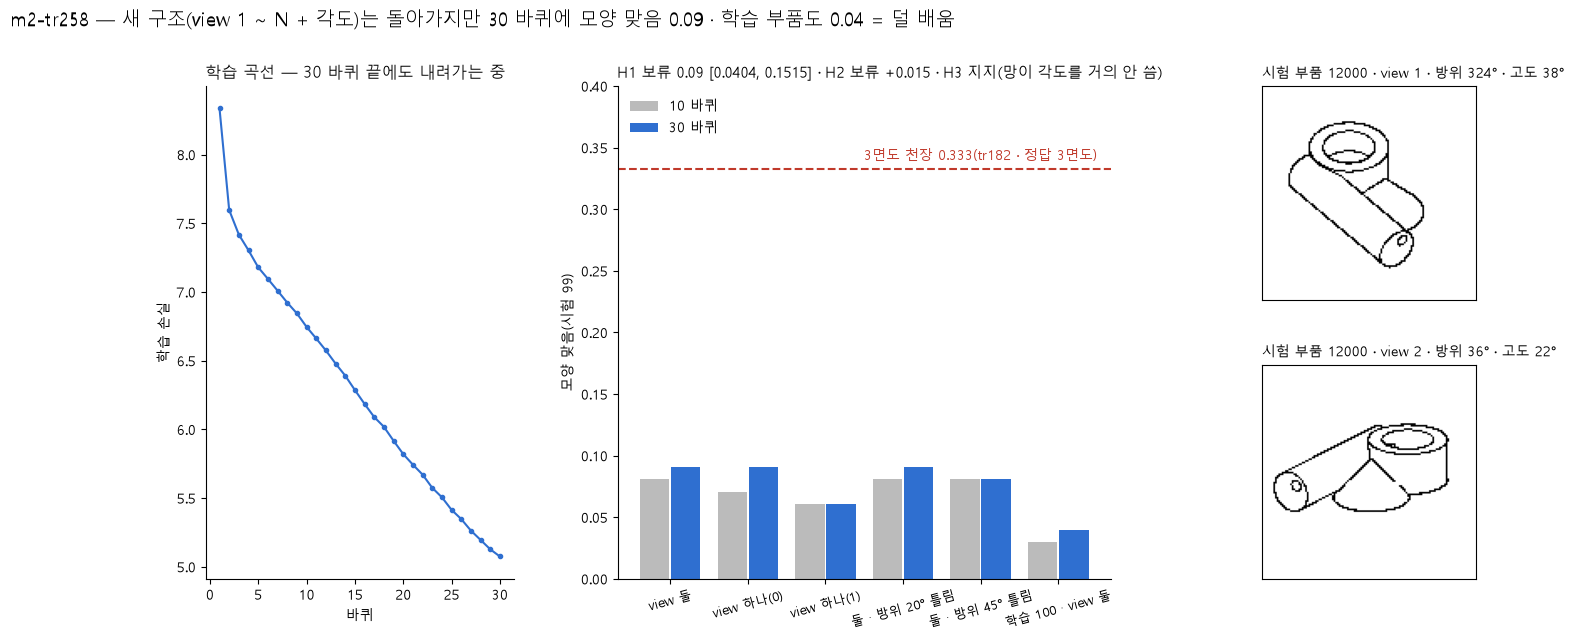 m2-tr258 — 새 구조(view 1 ~ N + 각도)는 돌아가지만 30 바퀴에 모양 맞음 0.09 · 학습 부품도 0.04 = 덜 배움
학습 곡선 — 30 바퀴 끝에도 내려가는 중
8.0
7.5
7.0
6.5
6.0
5.5
5.0
학습 손실
0 5 10 15 20 25 30
바퀴
H1 보류 0.09 [0.0404, 0.1515] · H2 보류 +0.015 · H3 지지(망이 각도를 거의 안 씀)
10 바퀴
30 바퀴
3면도 천장 0.333(tr182 · 정답 3면도)
0.40
0.35
0.30
0.25
0.20
0.15
0.10
0.05
0.00
모양 맞음(시험 99)
view 둘
view 하나(0)
view 하나(1)
둘 · 방위 20° 틀림
둘 · 방위 45° 틀림
학습 100 · view 둘
시험 부품 12000 · view 1 · 방위 324° · 고도 38°
시험 부품 12000 · view 2 · 방위 36° · 고도 22°